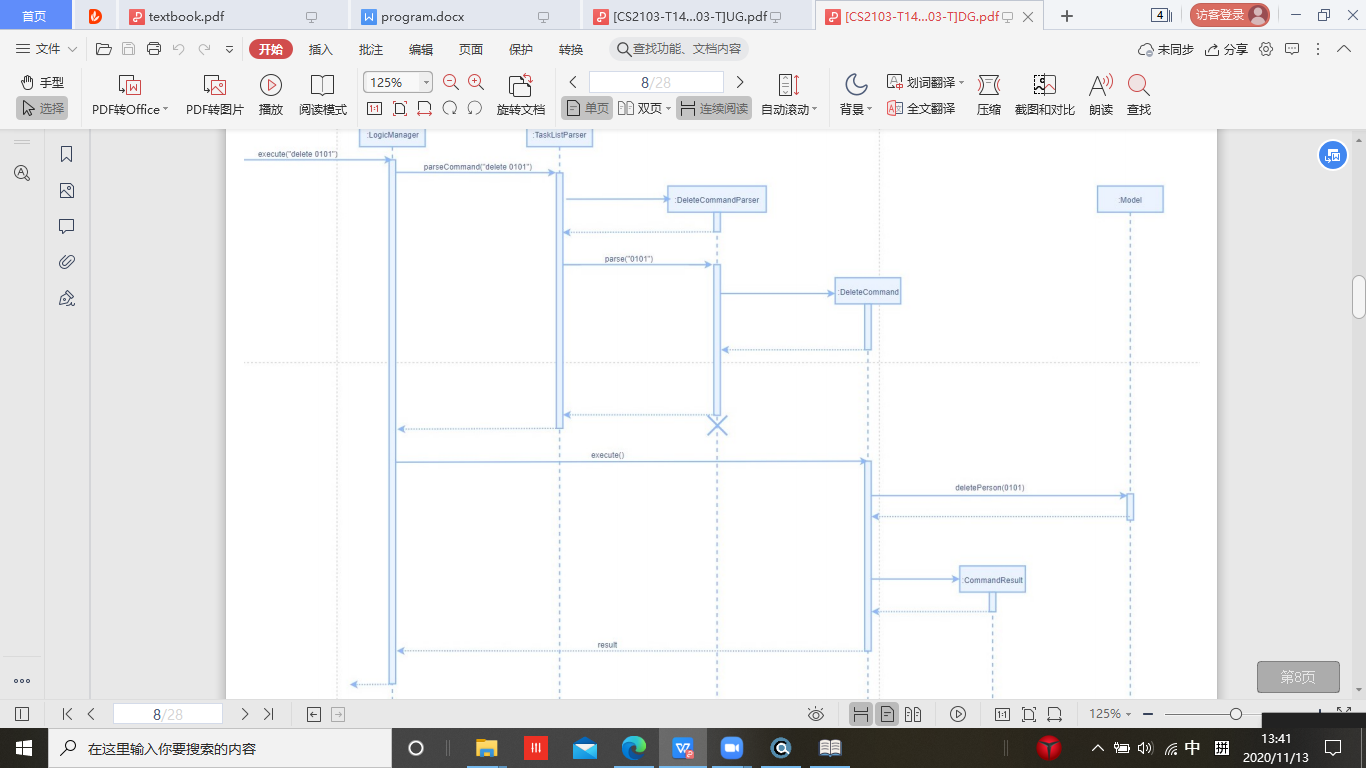 首页
textbook.pdf
program.docx
[CS2103-T14...03-T]UG.pdf
[CS2103-T14...03-T]DG.pdf
4
访客登录
文件
开始
插入
批注
编辑
页面
保护
转换
查找功能、文档内容
未同步
分享
手型
选择
PDF转Office
PDF转图片
播放
阅读模式
125%
旋转文档
8/28
单页
双页
连续阅读
自动滚动
背景
划词翻译
全文翻译
压缩
截图和对比
朗读
查找
:LogicManager
:TaskListParser
execute("delete 0101")
parseCommand("delete 0101")
:DeleteCommandParser
:Model
parse("0101")
:DeleteCommand
execute()
deletePerson(0101)
:CommandResult
result
第8页
8/28
125%
在这里输入你要搜索的内容
中
拼
13:41
2020/11/13